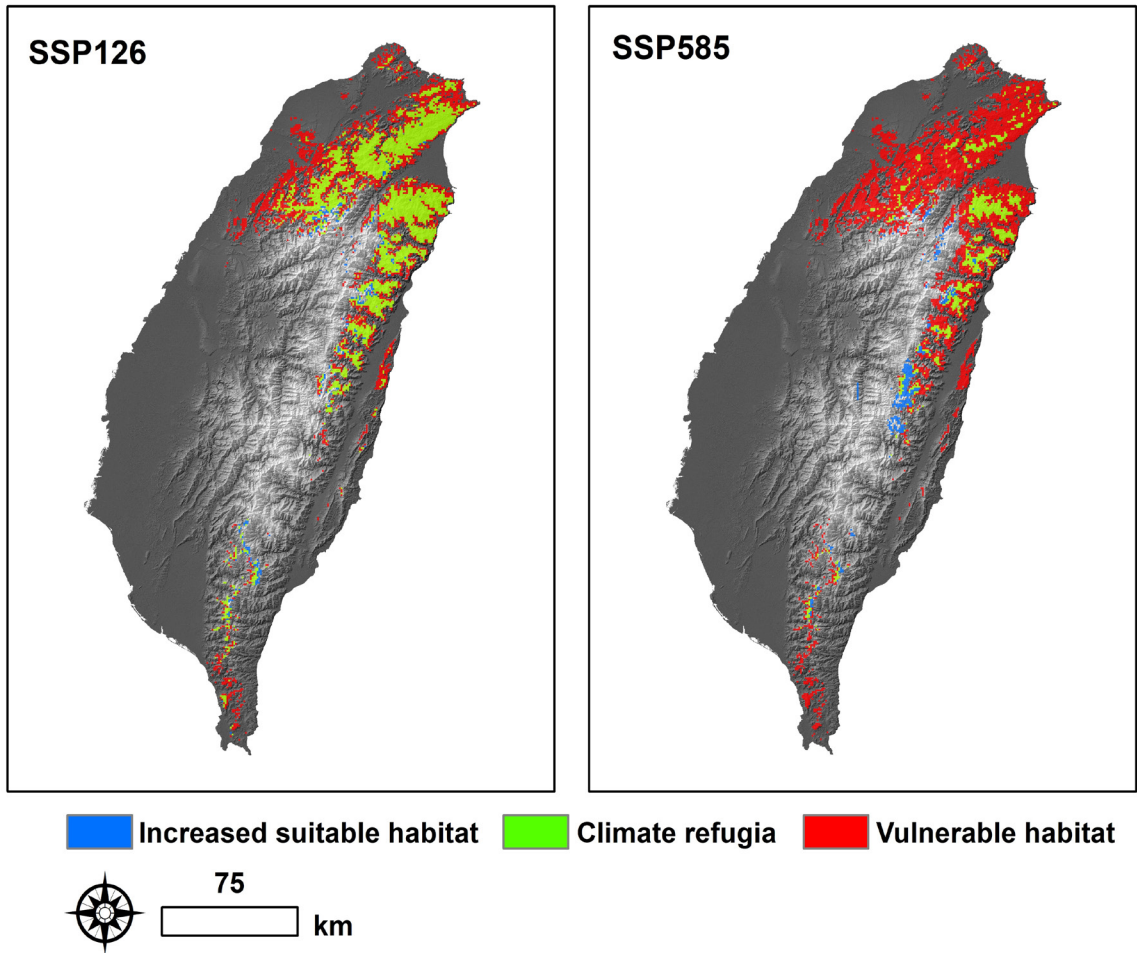 SSP126
SSP585
Increased suitable habitat
Climate refugia
Vulnerable habitat
75
km